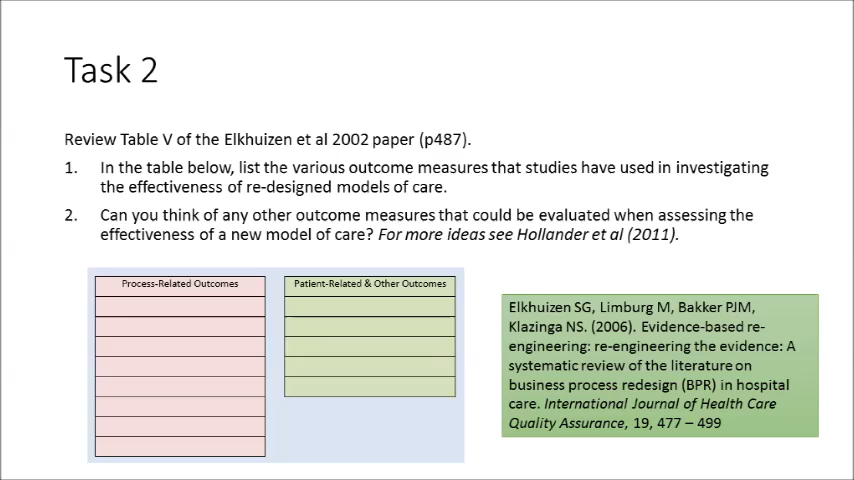 Task 2
Review Table V of the Elkhuizen et al 2002 paper (p487).
1. In the table below, list the various outcome measures that studies have used in investigating
the effectiveness of re-designed models of care.
2. Can you think of any other outcome measures that could be evaluated when assessing the
effectiveness of a new model of care? For more ideas see Hollander et al (2011).
Process-Related Outcomes
Patient-Related & Other Outcomes
Elkhuizen SG, Limburg M, Bakker PJM,
Klazinga NS. (2006). Evidence-based re-
engineering: re-engineering the evidence: A
systematic review of the literature on
business process redesign (BPR) in hospital
care. International Journal of Health Care
Quality Assurance, 19, 477 – 499